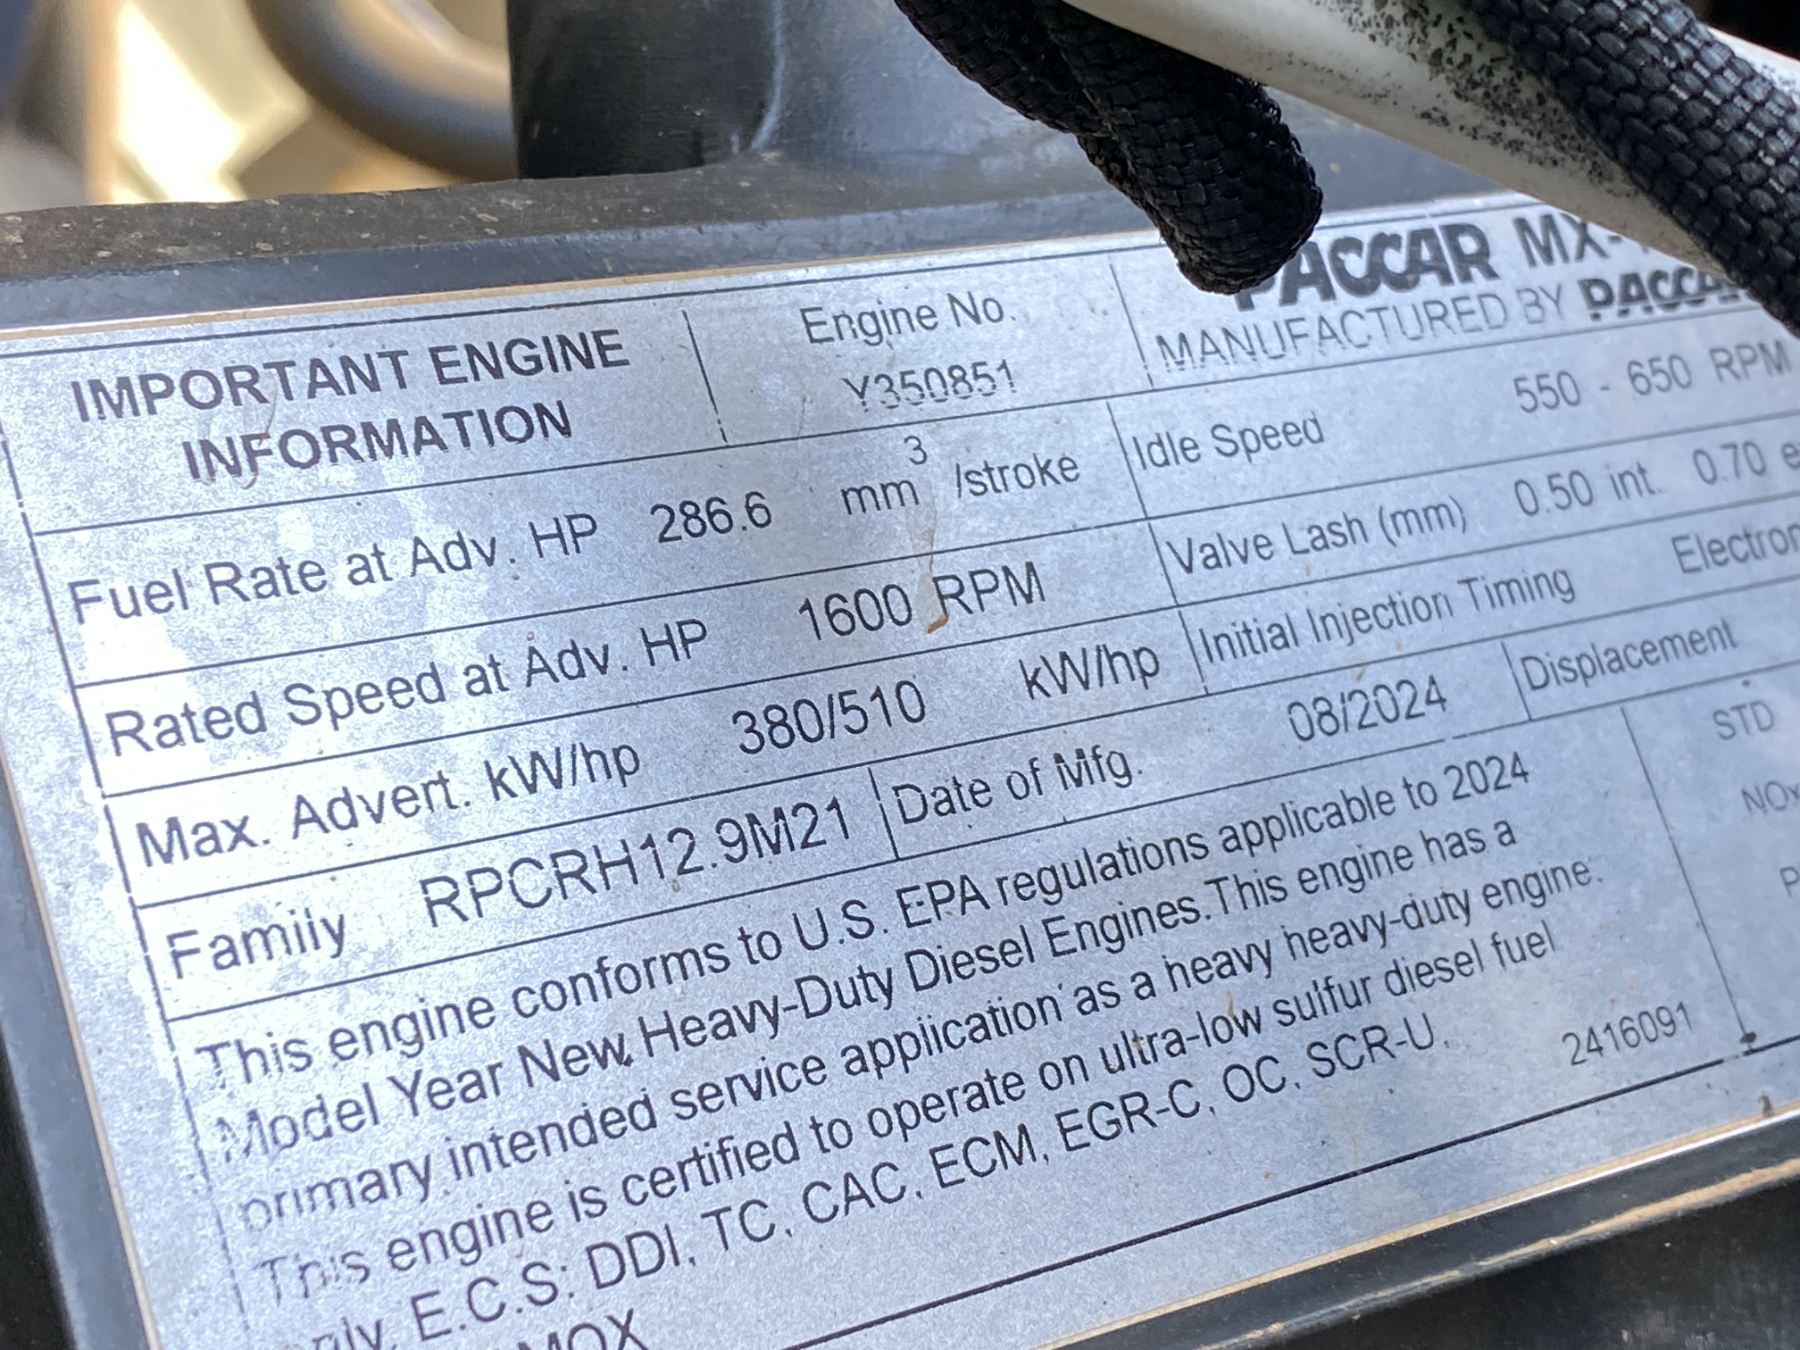 IMPORTANT ENGINE
INFORMATION
Engine No.
Y350851
PACCAR MX-
MANUFACTURED BY PACCAR
Fuel Rate at Adv. HP 286.6 mm3 /stroke
Idle Speed 550 - 650 RPM
Rated Speed at Adv. HP 1600 RPM
Valve Lash (mm) 0.50 int. 0.70
Max. Advert. kW/hp 380/510 kW/hp
Initial Injection Timing
Family RPCRH12.9M21
Date of Mfg. 08/2024
Displacement
This engine conforms to U.S. EPA regulations applicable to 2024
Model Year New Heavy-Duty Diesel Engines.This engine has a
primary intended service application as a heavy heavy-duty engine.
This engine is certified to operate on ultra-low sulfur diesel fuel
E.C.S: DDI, TC, CAC, ECM, EGR-C, OC, SCR-U,
2416091
STD
NOx